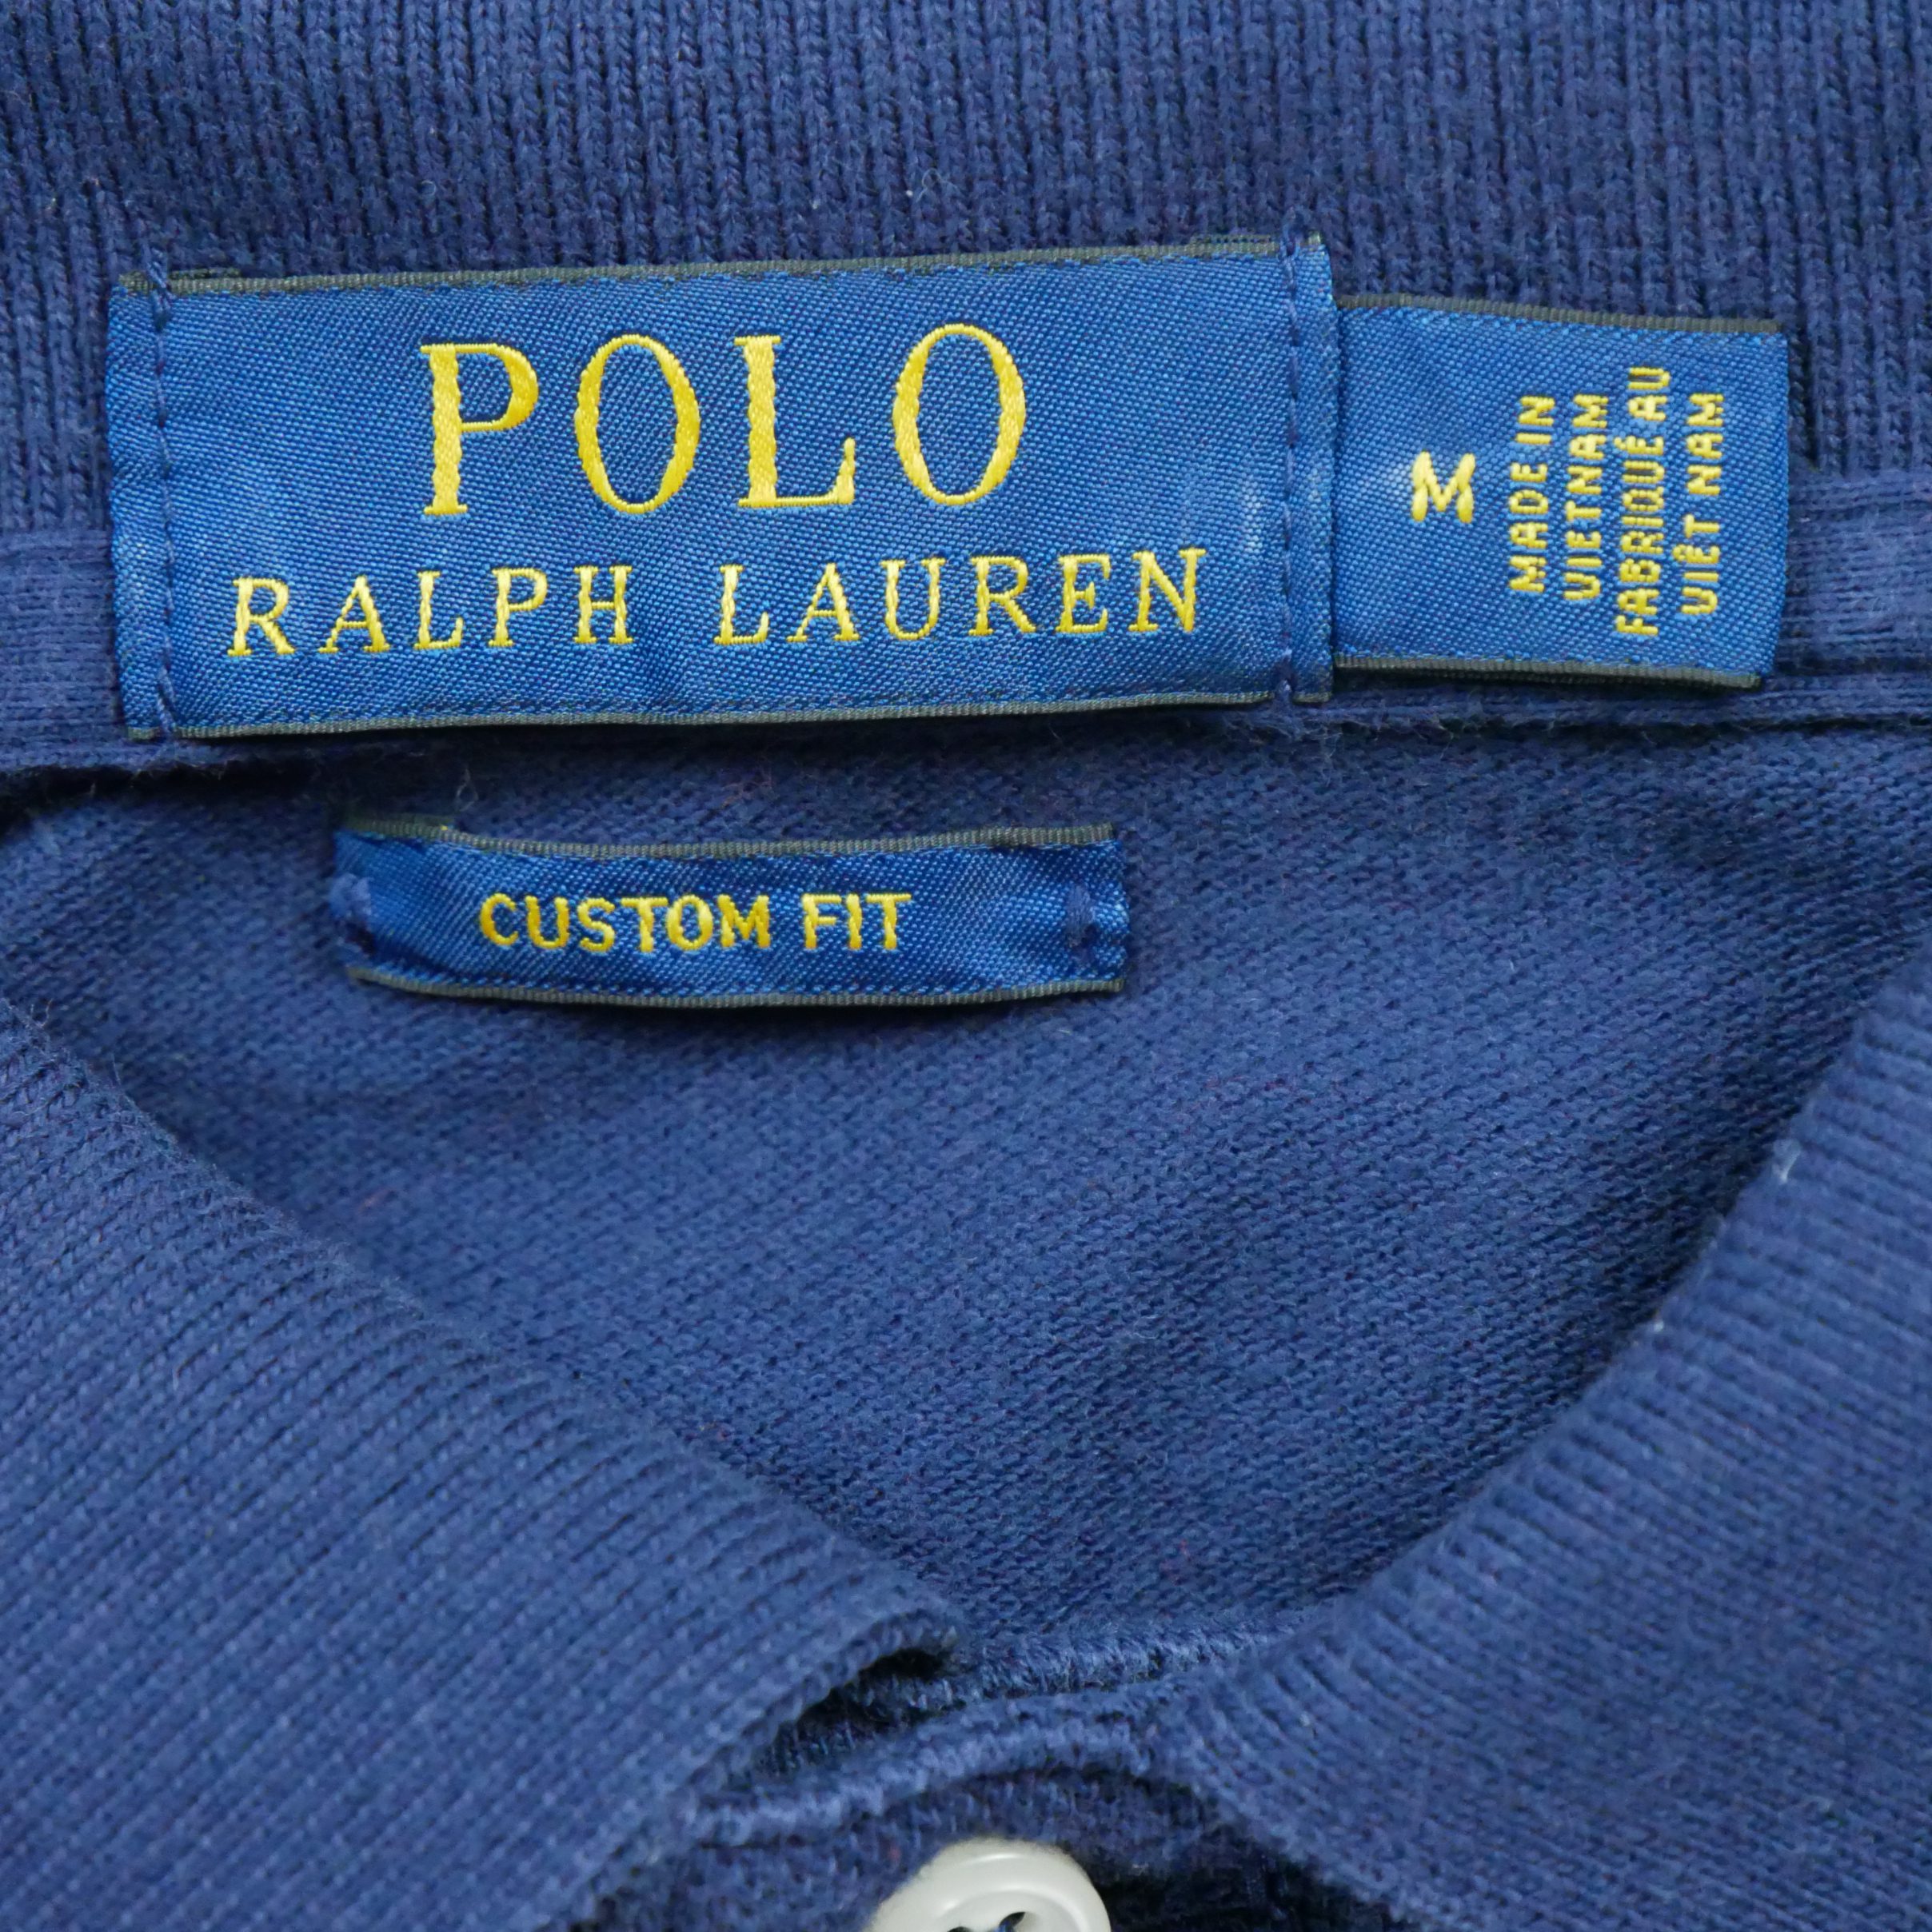 POLO
RALPH LAUREN
M
MADE IN
VIETNAM
FABRIQUÉ AU
VIÊT NAM
CUSTOM FIT